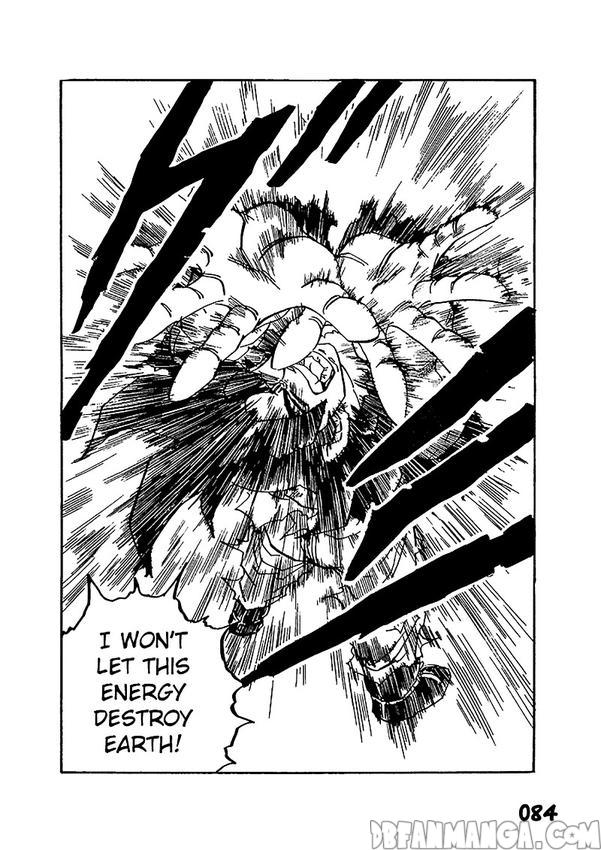 I WON'T
LET THIS
ENERGY
DESTROY
EARTH!
084
DBFANMANGA.COM